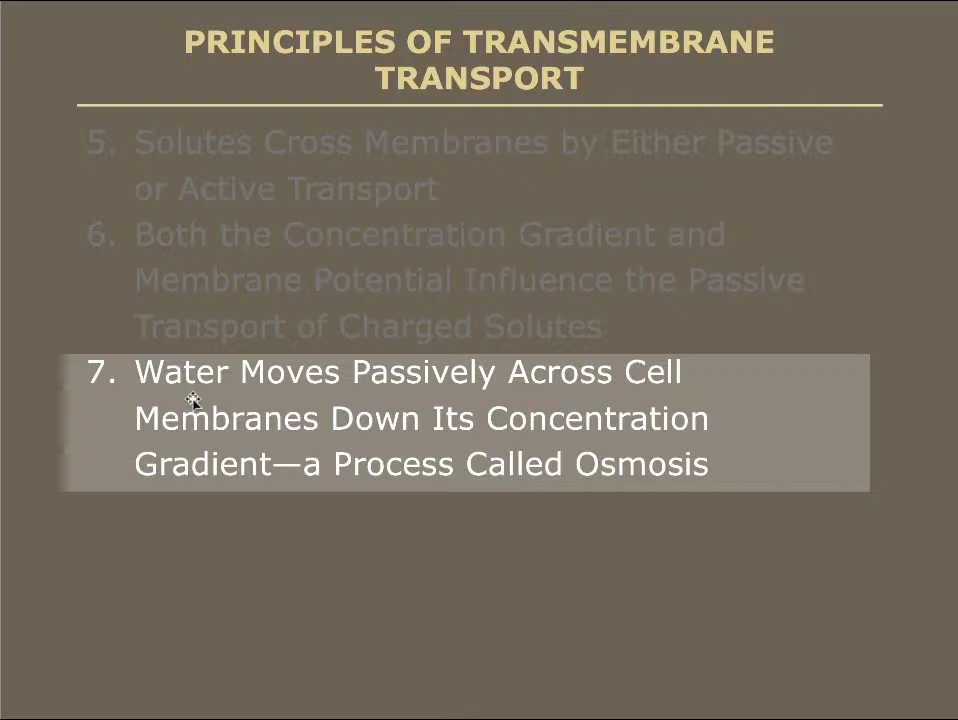 PRINCIPLES OF TRANSMEMBRANE
TRANSPORT
5. Solutes Cross Membranes by Either Passive
or Active Transport
6. Both the Concentration Gradient and
Membrane Potential Influence the Passive
Transport of Charged Solutes
7. Water Moves Passively Across Cell
Membranes Down Its Concentration
Gradient—a Process Called Osmosis